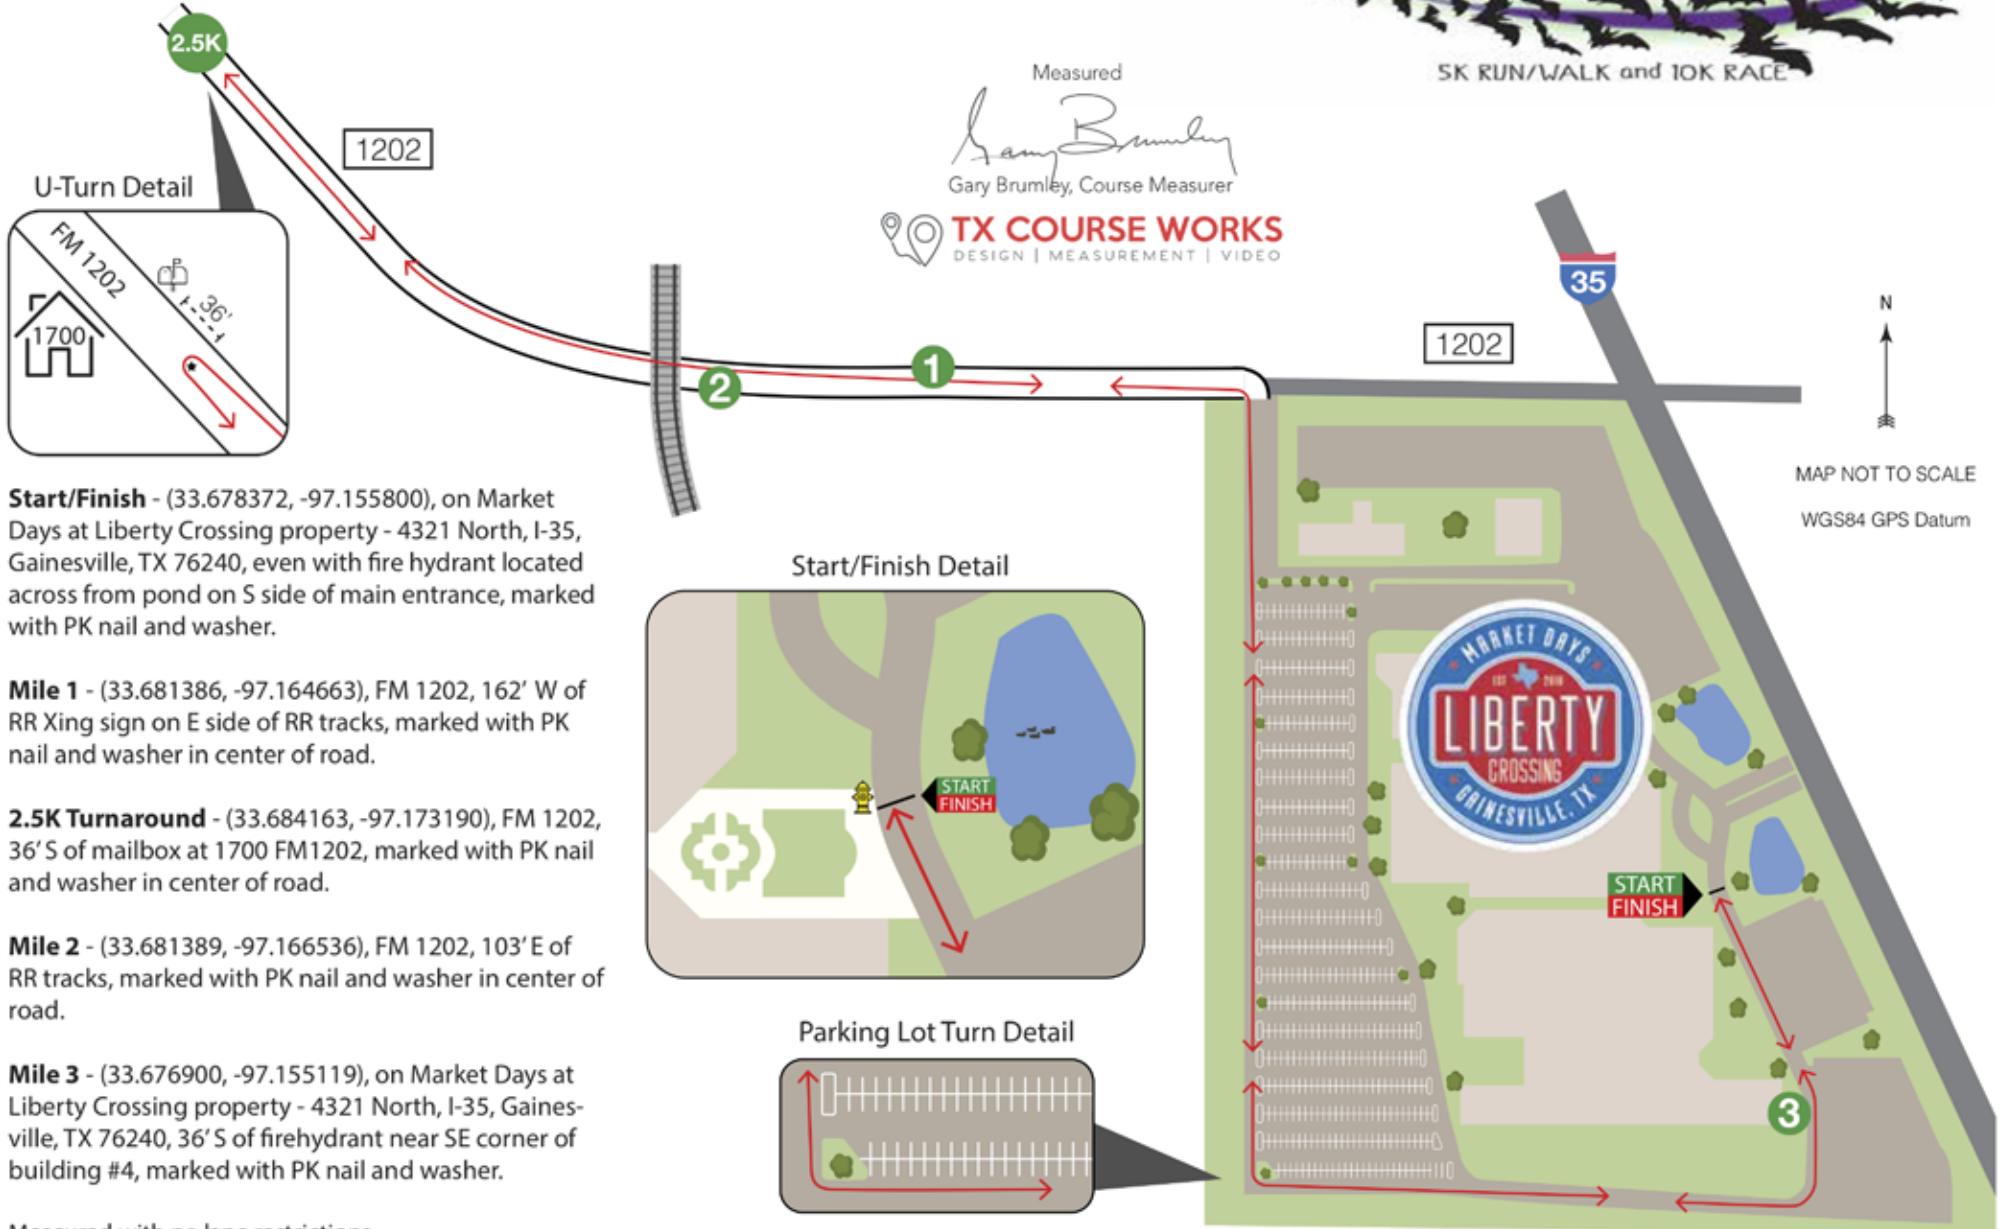 5K RUN/WALK and 10K RACE
2.5K
1202
U-Turn Detail
FM 1202
36'
1700
Measured
Gary Brumley, Course Measurer
TX COURSE WORKS
DESIGN | MEASUREMENT | VIDEO
35
1202
N
MAP NOT TO SCALE
WGS84 GPS Datum
1
2
Start/Finish - (33.678372, -97.155800), on Market
Days at Liberty Crossing property - 4321 North, I-35,
Gainesville, TX 76240, even with fire hydrant located
across from pond on S side of main entrance, marked
with PK nail and washer.
Mile 1 - (33.681386, -97.164663), FM 1202, 162' W of
RR Xing sign on E side of RR tracks, marked with PK
nail and washer in center of road.
2.5K Turnaround - (33.684163, -97.173190), FM 1202,
36' S of mailbox at 1700 FM1202, marked with PK nail
and washer in center of road.
Mile 2 - (33.681389, -97.166536), FM 1202, 103' E of
RR tracks, marked with PK nail and washer in center of
road.
Mile 3 - (33.676900, -97.155119), on Market Days at
Liberty Crossing property - 4321 North, I-35, Gaines-
ville, TX 76240, 36' S of firehydrant near SE corner of
building #4, marked with PK nail and washer.
Measured with no lane restrictions
Start/Finish Detail
START
FINISH
Parking Lot Turn Detail
MARKET DAYS
EST 2018
LIBERTY
CROSSING
GAINESVILLE, TX
START
FINISH
3